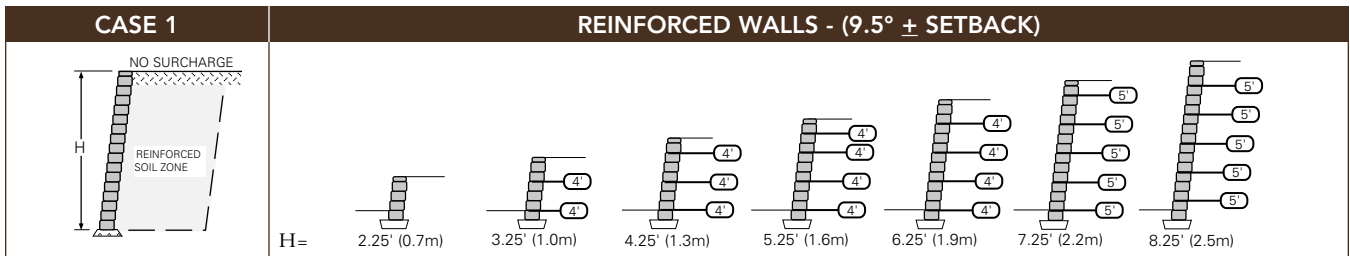 CASE 1
REINFORCED WALLS - (9.5° ± SETBACK)
NO SURCHARGE
H
REINFORCED
SOIL ZONE
H=
2.25' (0.7m)
4'
4'
3.25' (1.0m)
4'
4'
4'
4.25' (1.3m)
4'
4'
4'
4'
5.25' (1.6m)
4'
4'
4'
4'
6.25' (1.9m)
5'
5'
5'
5'
5'
7.25' (2.2m)
5'
5'
5'
5'
5'
8.25' (2.5m)